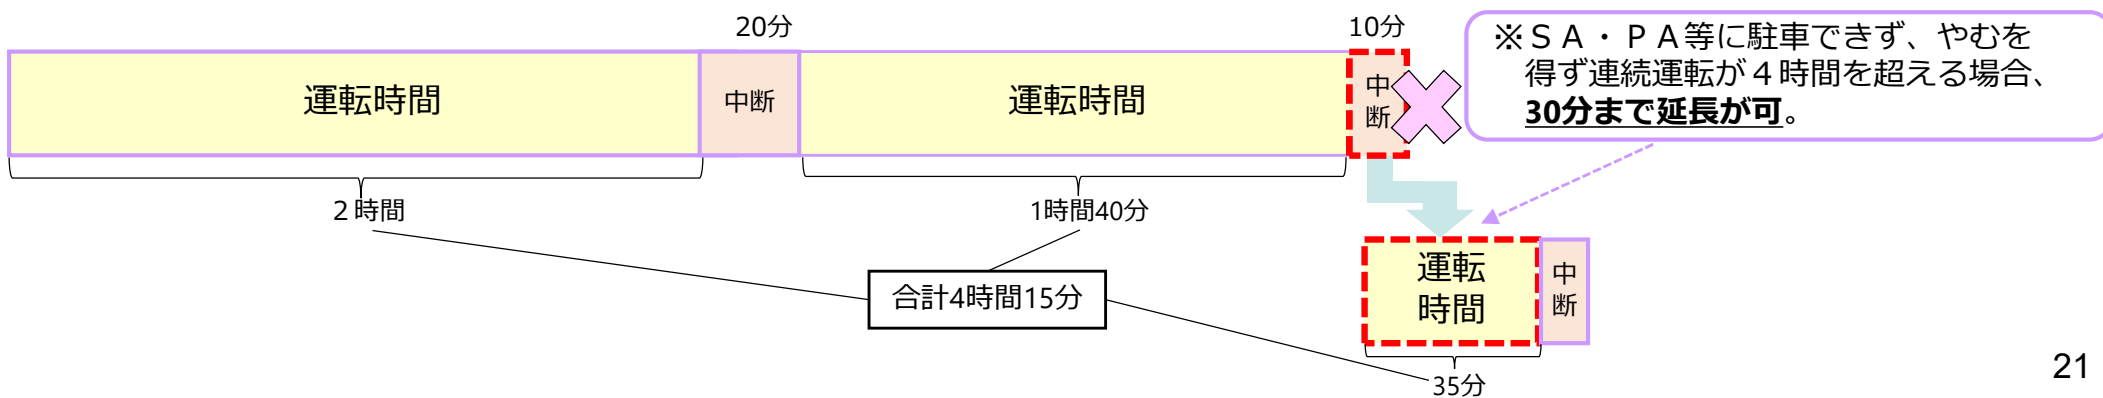 20分
10分
運転時間
中断
運転時間
中
断
※ＳＡ・ＰＡ等に駐車できず、やむを
得ず連続運転が４時間を超える場合、
30分まで延長が可。
２時間
1時間40分
運転
時間
中
断
合計4時間15分
35分
21